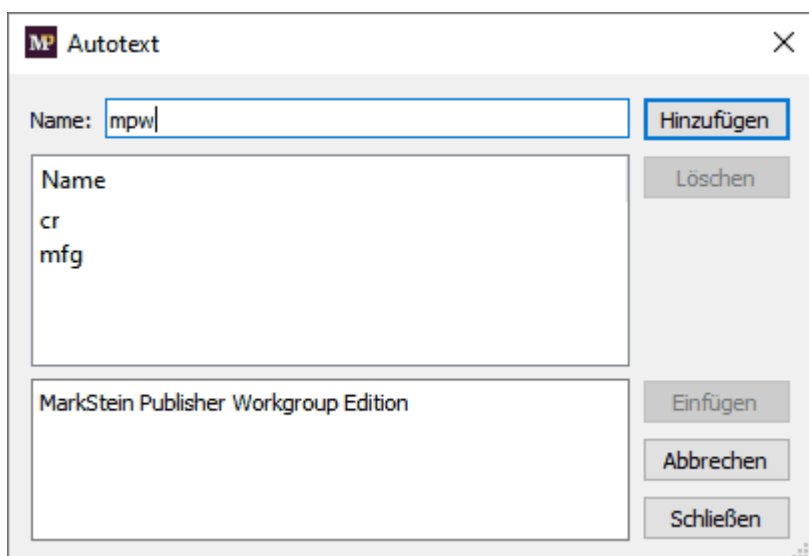 MP Autotext
Name: mpw Hinzufügen
Name Löschen
cr
mfg
MarkStein Publisher Workgroup Edition Einfügen
Abbrechen
Schließen